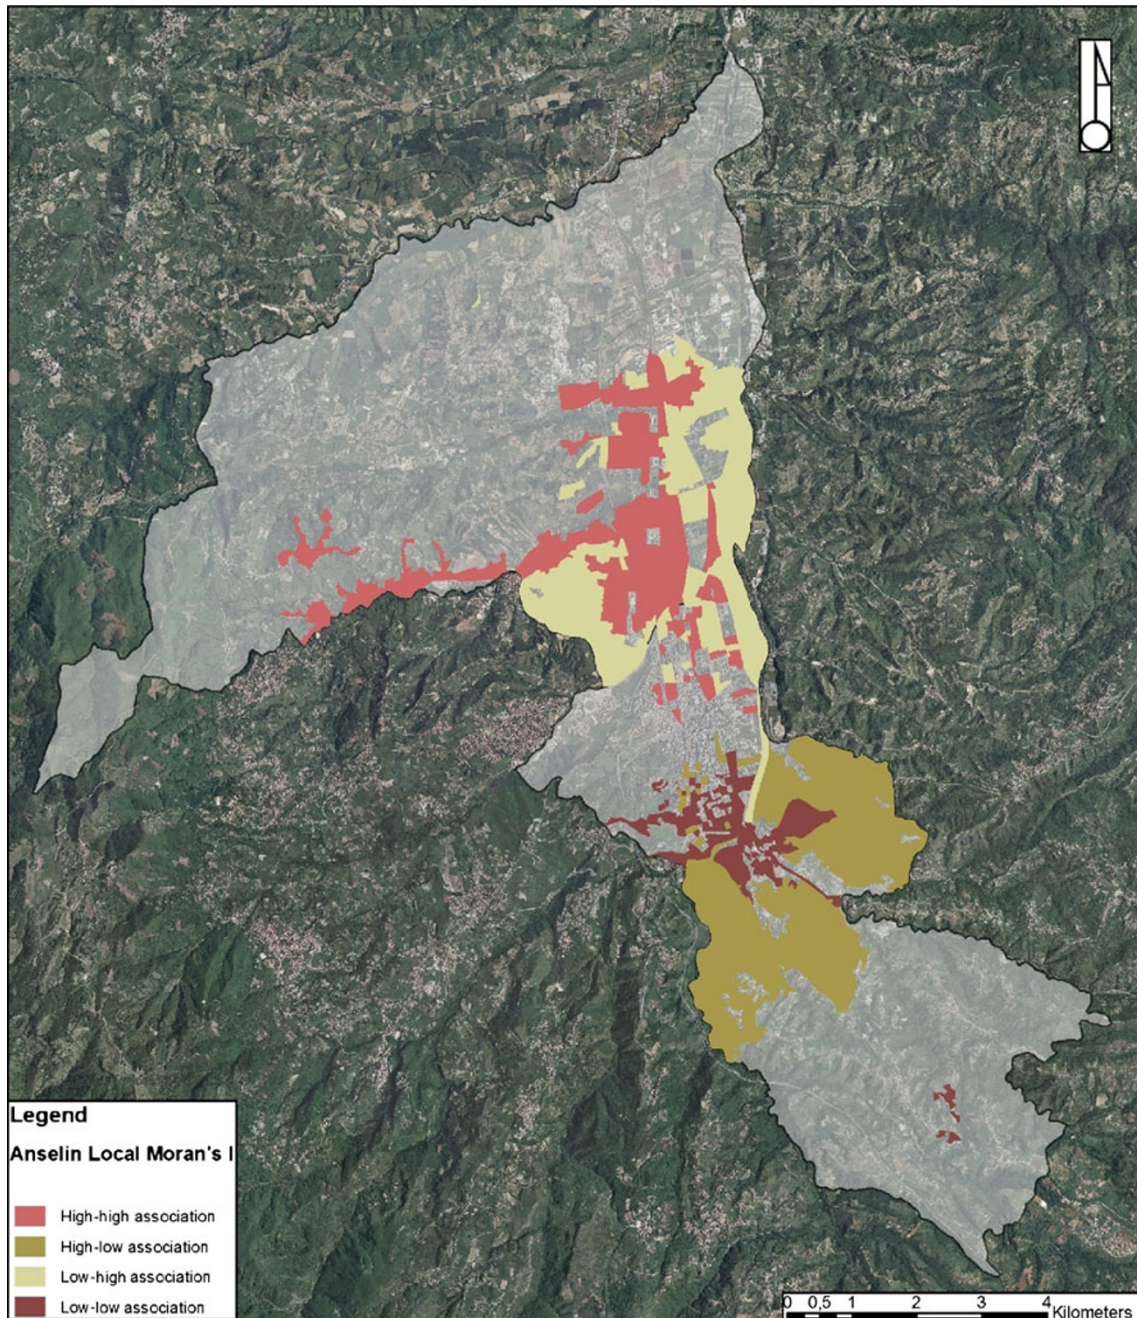 Legend
Anselin Local Moran's I
High-high association
High-low association
Low-high association
Low-low association
0 0,5 1 2 3 4
Kilometers